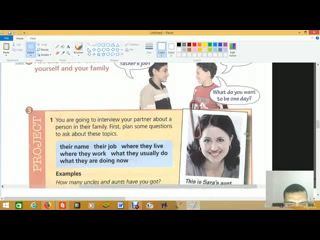 father's job?
yourself and your family
What do you want
to be one day?
3
PROJECT
1 You are going to interview your partner about a
person in their family. First, plan some questions
to ask about these topics.
their name their job where they live
where they work what they usually do
what they are doing now
Examples
How many uncles and aunts have you got?
This is Sara's aunt